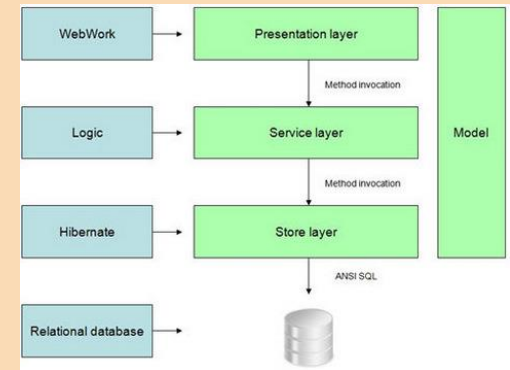 WebWork
Presentation layer
Method invocation
Logic
Service layer
Model
Method invocation
Hibernate
Store layer
ANSI SQL
Relational database